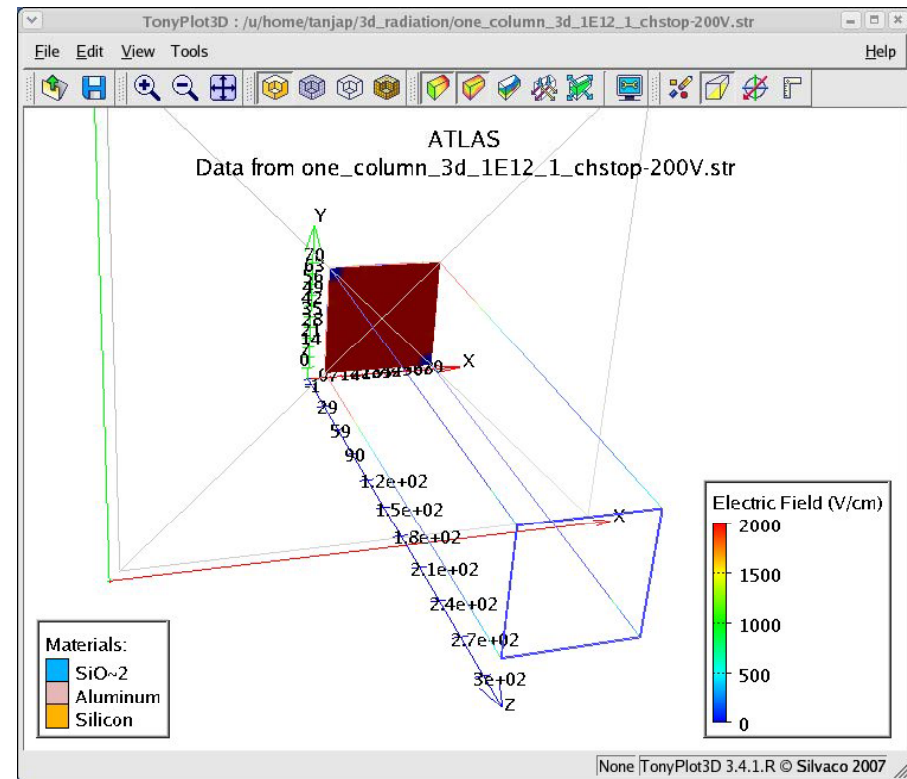 TonyPlot3D : /u/home/tanjap/3d_radiation/one_column_3d_1E12_1_chstop-200V.str
File Edit View Tools Help
ATLAS
Data from one_column_3d_1E12_1_chstop-200V.str
Y
70
63
56
49
42
35
28
21
14
7
0
X
-1
29
59
90
1.2e+02
1.5e+02
1.8e+02
2.1e+02
2.4e+02
2.7e+02
3e+02
Z
X
Electric Field (V/cm)
2000
1500
1000
500
0
Materials:
SiO~2
Aluminum
Silicon
None TonyPlot3D 3.4.1.R © Silvaco 2007